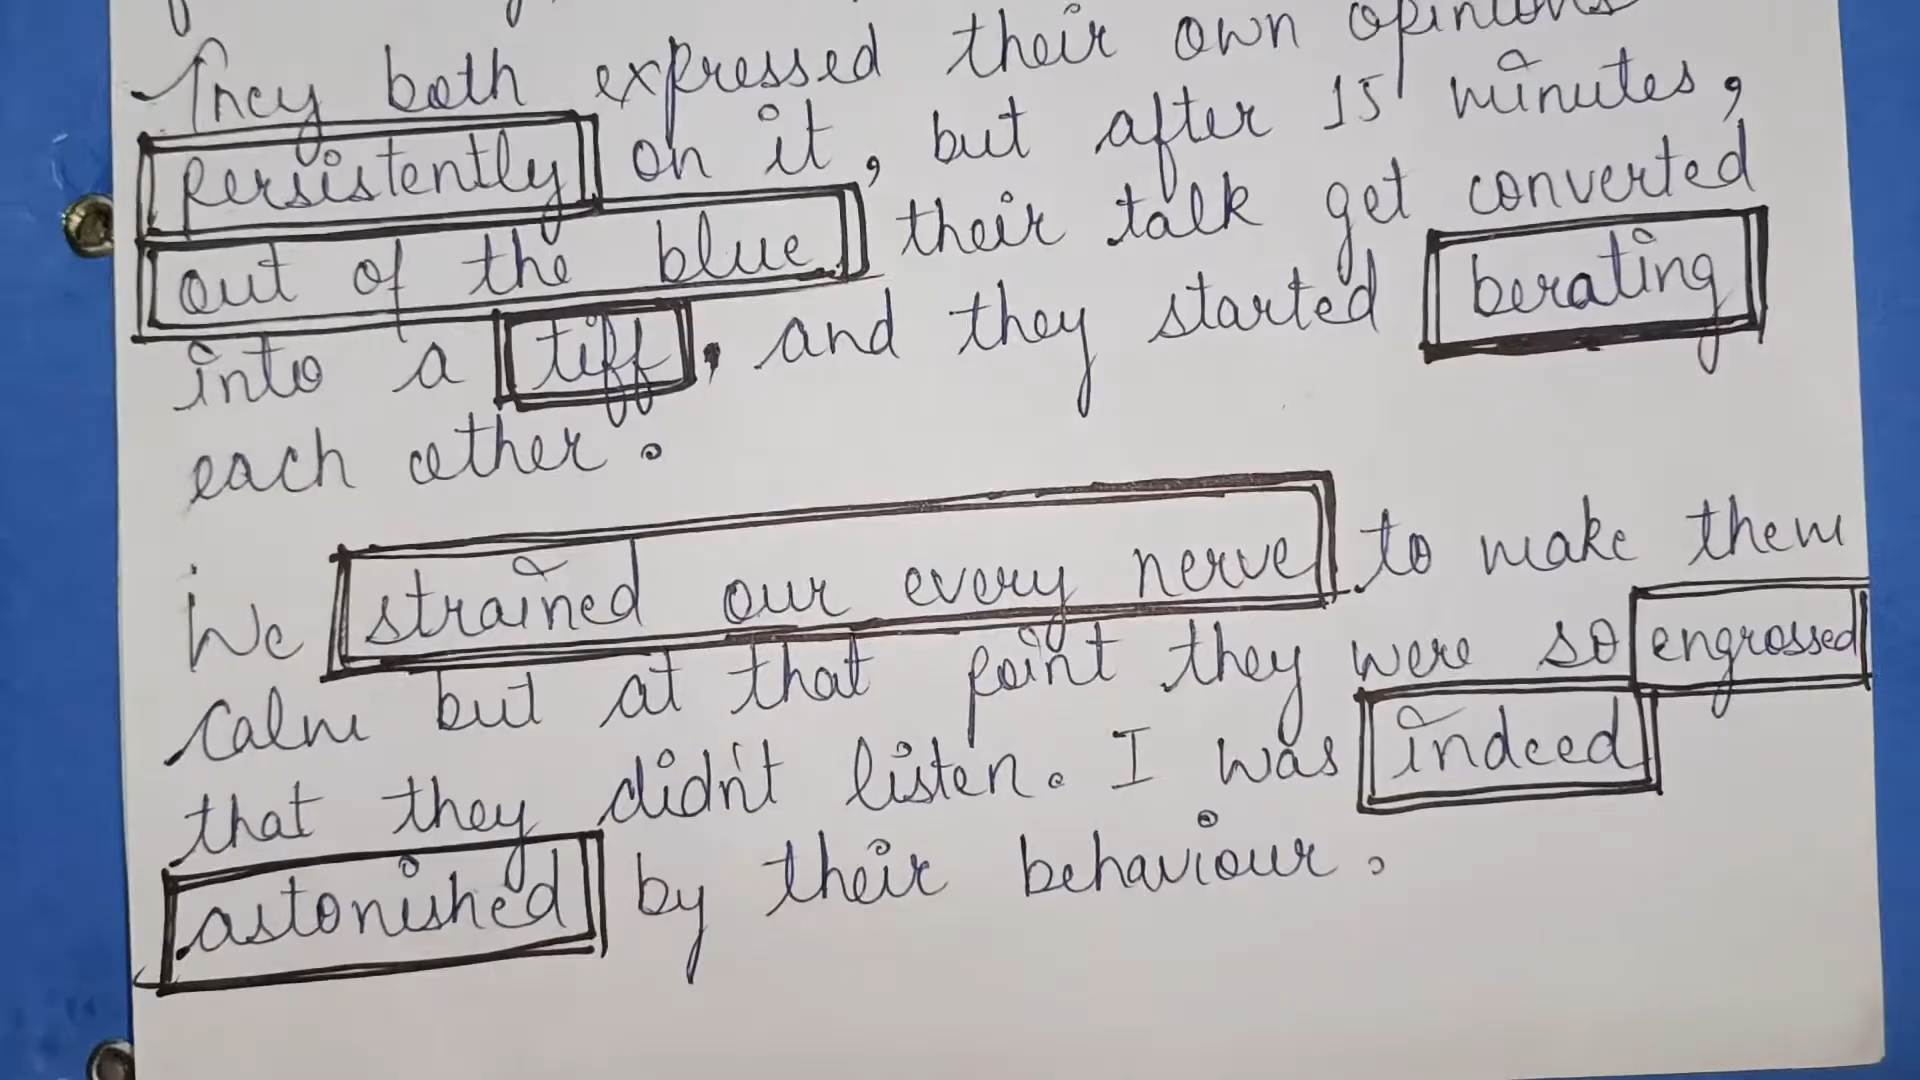 They both expressed their own opinions
persistently on it, but after 15 minutes,
out of the blue their talk get converted
into a tiff, and they started berating
each other.
We strained our every nerve to make them
calm but at that point they were so engrossed
that they didn't listen. I was indeed
astonished by their behaviour.